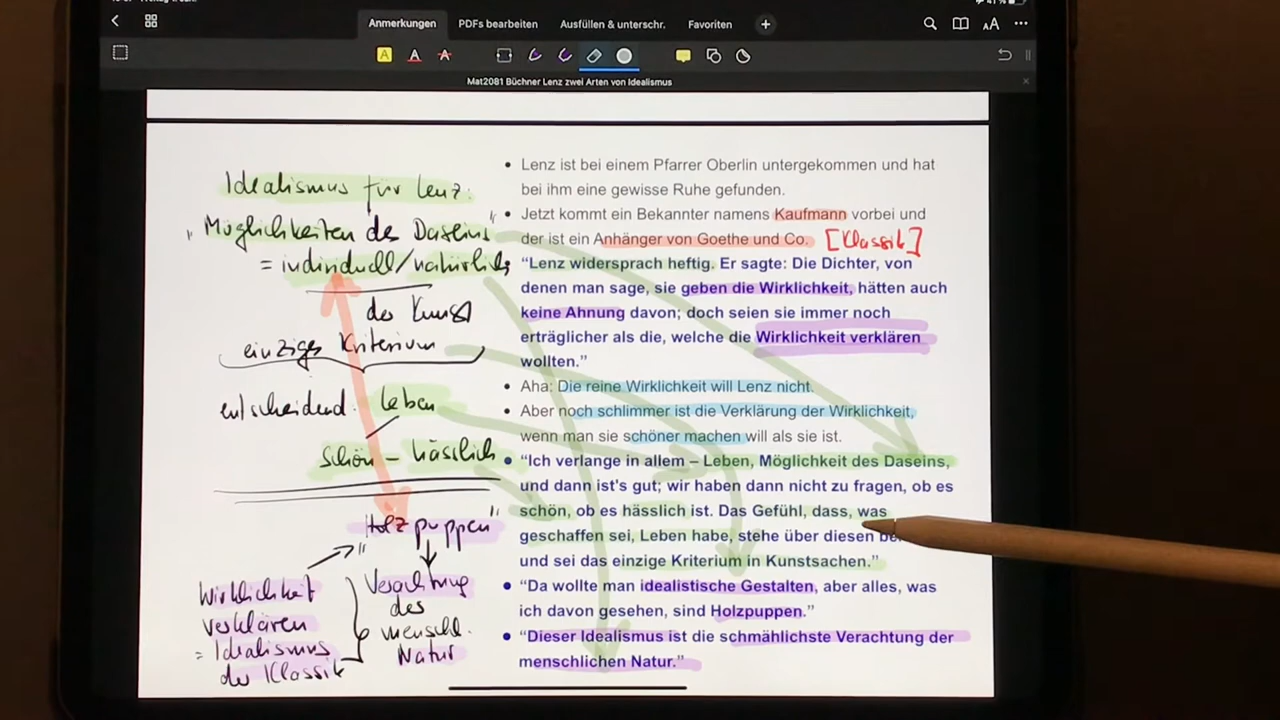 Anmerkungen PDFs bearbeiten Ausfüllen & unterschr. Favoriten
Mat2081 Büchner Lenz zwei Arten von Idealismus
Idealismus für Lenz:
"Möglichkeiten des Daseins"
= individuell/natürlich
der Kunst
einziges Kriterium
entscheidend. Leben
schön – hässlich
"Holzpuppen"
Wirklichkeit
verklären
= Idealismus
der Klassik
Verachtung
des
menschl.
Natur
• Lenz ist bei einem Pfarrer Oberlin untergekommen und hat
bei ihm eine gewisse Ruhe gefunden.
• Jetzt kommt ein Bekannter namens Kaufmann vorbei und
der ist ein Anhänger von Goethe und Co. [Klassik]
• “Lenz widersprach heftig. Er sagte: Die Dichter, von
denen man sage, sie geben die Wirklichkeit, hätten auch
keine Ahnung davon; doch seien sie immer noch
erträglicher als die, welche die Wirklichkeit verklären
wollten.”
• Aha: Die reine Wirklichkeit will Lenz nicht.
• Aber noch schlimmer ist die Verklärung der Wirklichkeit,
wenn man sie schöner machen will als sie ist.
• “Ich verlange in allem – Leben, Möglichkeit des Daseins,
und dann ist's gut; wir haben dann nicht zu fragen, ob es
schön, ob es hässlich ist. Das Gefühl, dass, was
geschaffen sei, Leben habe, stehe über diesen
und sei das einzige Kriterium in Kunstsachen.”
• “Da wollte man idealistische Gestalten, aber alles, was
ich davon gesehen, sind Holzpuppen.”
• “Dieser Idealismus ist die schmählichste Verachtung der
menschlichen Natur.”